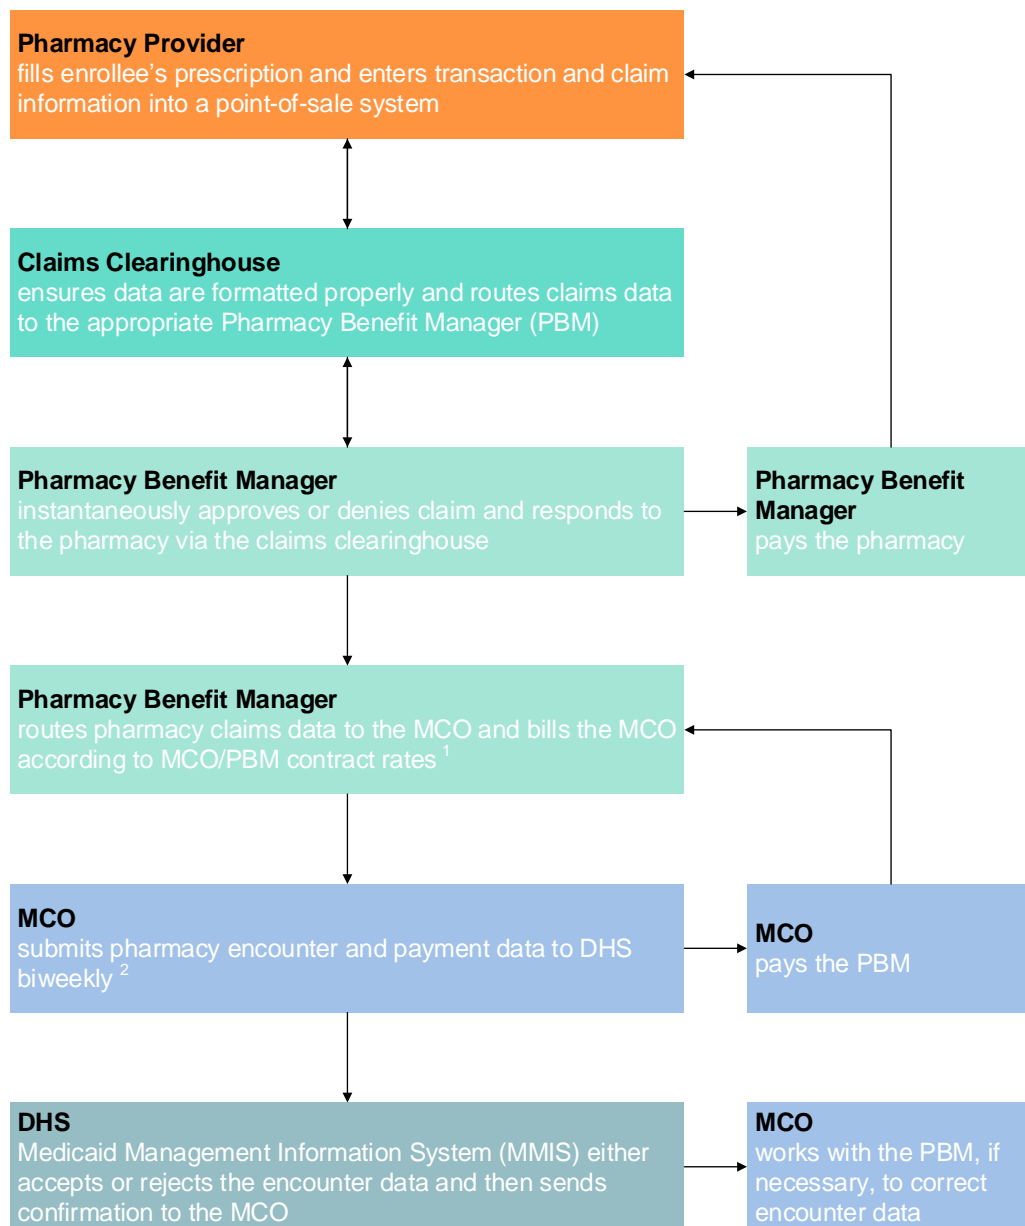 Pharmacy Provider
fills enrollee’s prescription and enters transaction and claim
information into a point-of-sale system
Claims Clearinghouse
ensures data are formatted properly and routes claims data
to the appropriate Pharmacy Benefit Manager (PBM)
Pharmacy Benefit Manager
instantaneously approves or denies claim and responds to
the pharmacy via the claims clearinghouse
Pharmacy Benefit
Manager
pays the pharmacy
Pharmacy Benefit Manager
routes pharmacy claims data to the MCO and bills the MCO
according to MCO/PBM contract rates 1
MCO
submits pharmacy encounter and payment data to DHS
biweekly 2
MCO
pays the PBM
DHS
Medicaid Management Information System (MMIS) either
accepts or rejects the encounter data and then sends
confirmation to the MCO
MCO
works with the PBM, if
necessary, to correct
encounter data